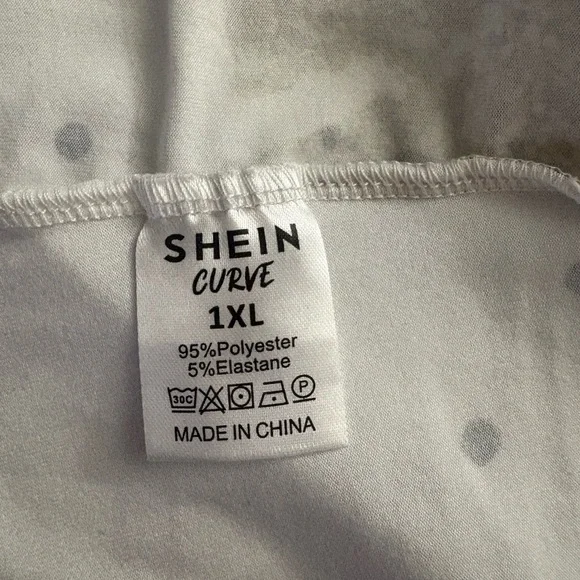 SHEIN
CURVE
1XL
95%Polyester
5%Elastane
30C P
MADE IN CHINA